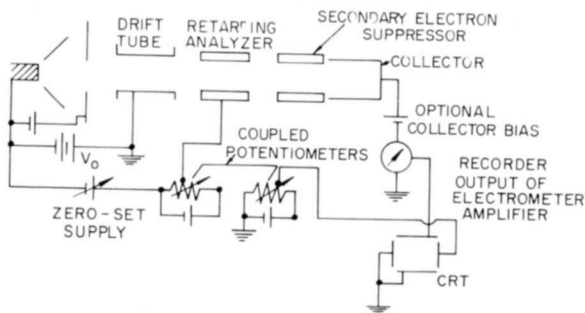 DRIFT
TUBE
RETARDING
ANALYZER
SECONDARY ELECTRON
SUPPRESSOR
COLLECTOR
OPTIONAL
COLLECTOR BIAS
V₀
COUPLED
POTENTIOMETERS
ZERO-SET
SUPPLY
RECORDER
OUTPUT OF
ELECTROMETER
AMPLIFIER
CRT